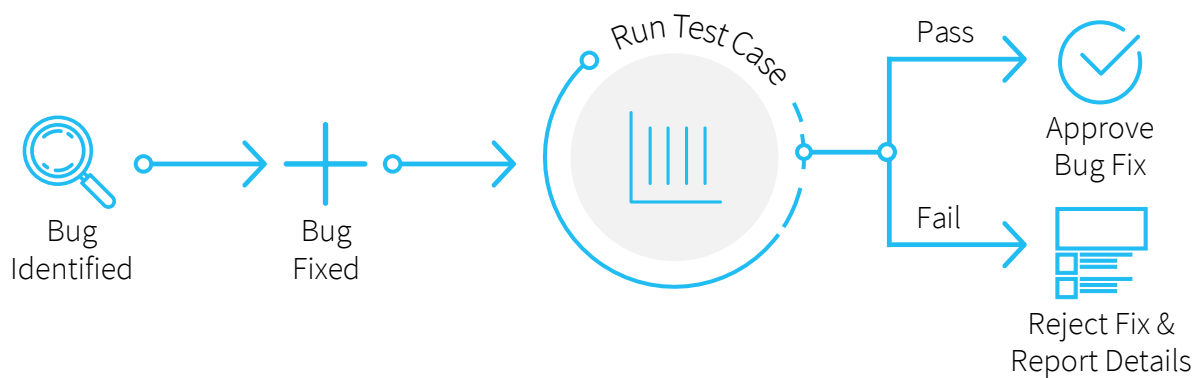 Bug
Identified
Bug
Fixed
Run Test Case
Pass
Approve
Bug Fix
Fail
Reject Fix &
Report Details